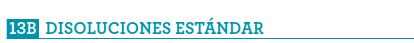 13B DISOLUCIONES ESTÁNDAR